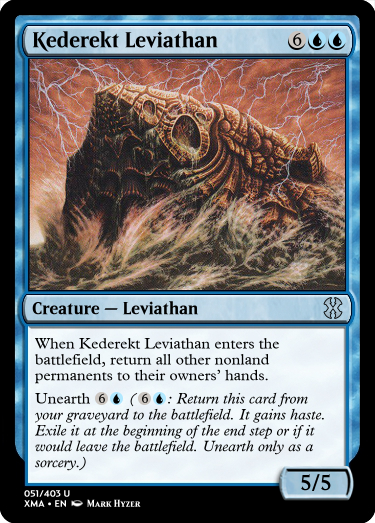 Kederekt Leviathan 6UU
Creature — Leviathan
When Kederekt Leviathan enters the
battlefield, return all other nonland
permanents to their owners' hands.
Unearth 6U (6U: Return this card from
your graveyard to the battlefield. It gains haste.
Exile it at the beginning of the end step or if it
would leave the battlefield. Unearth only as a
sorcery.)
5/5
051/403 U
XMA • EN Mark Hyzer